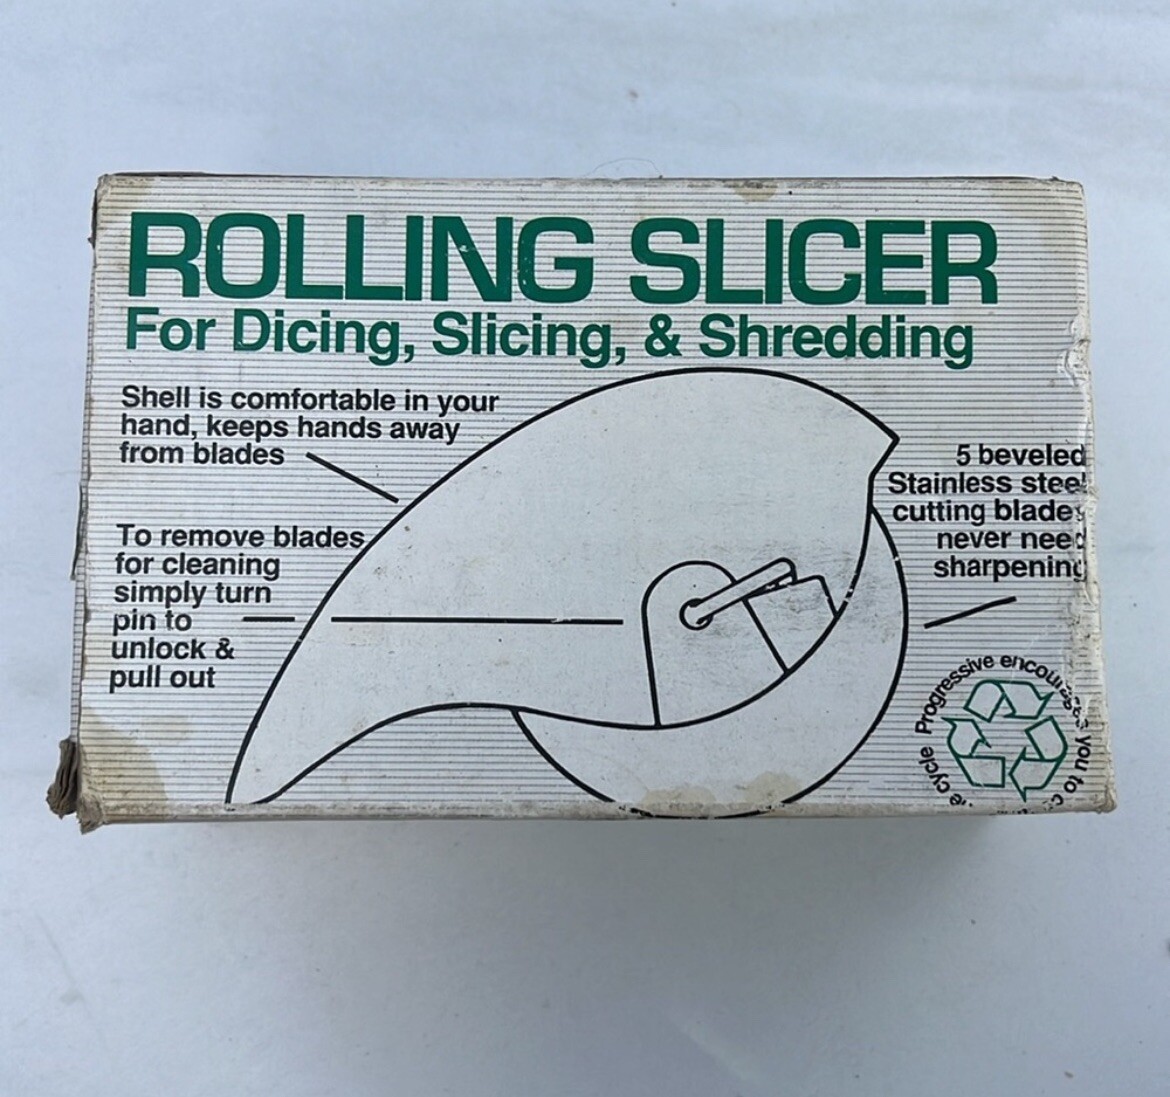 ROLLING SLICER
For Dicing, Slicing, & Shredding
Shell is comfortable in your
hand, keeps hands away
from blades
To remove blades
for cleaning
simply turn
pin to
unlock &
pull out
5 beveled
Stainless steel
cutting blades
never need
sharpening
Progressive encourages you to